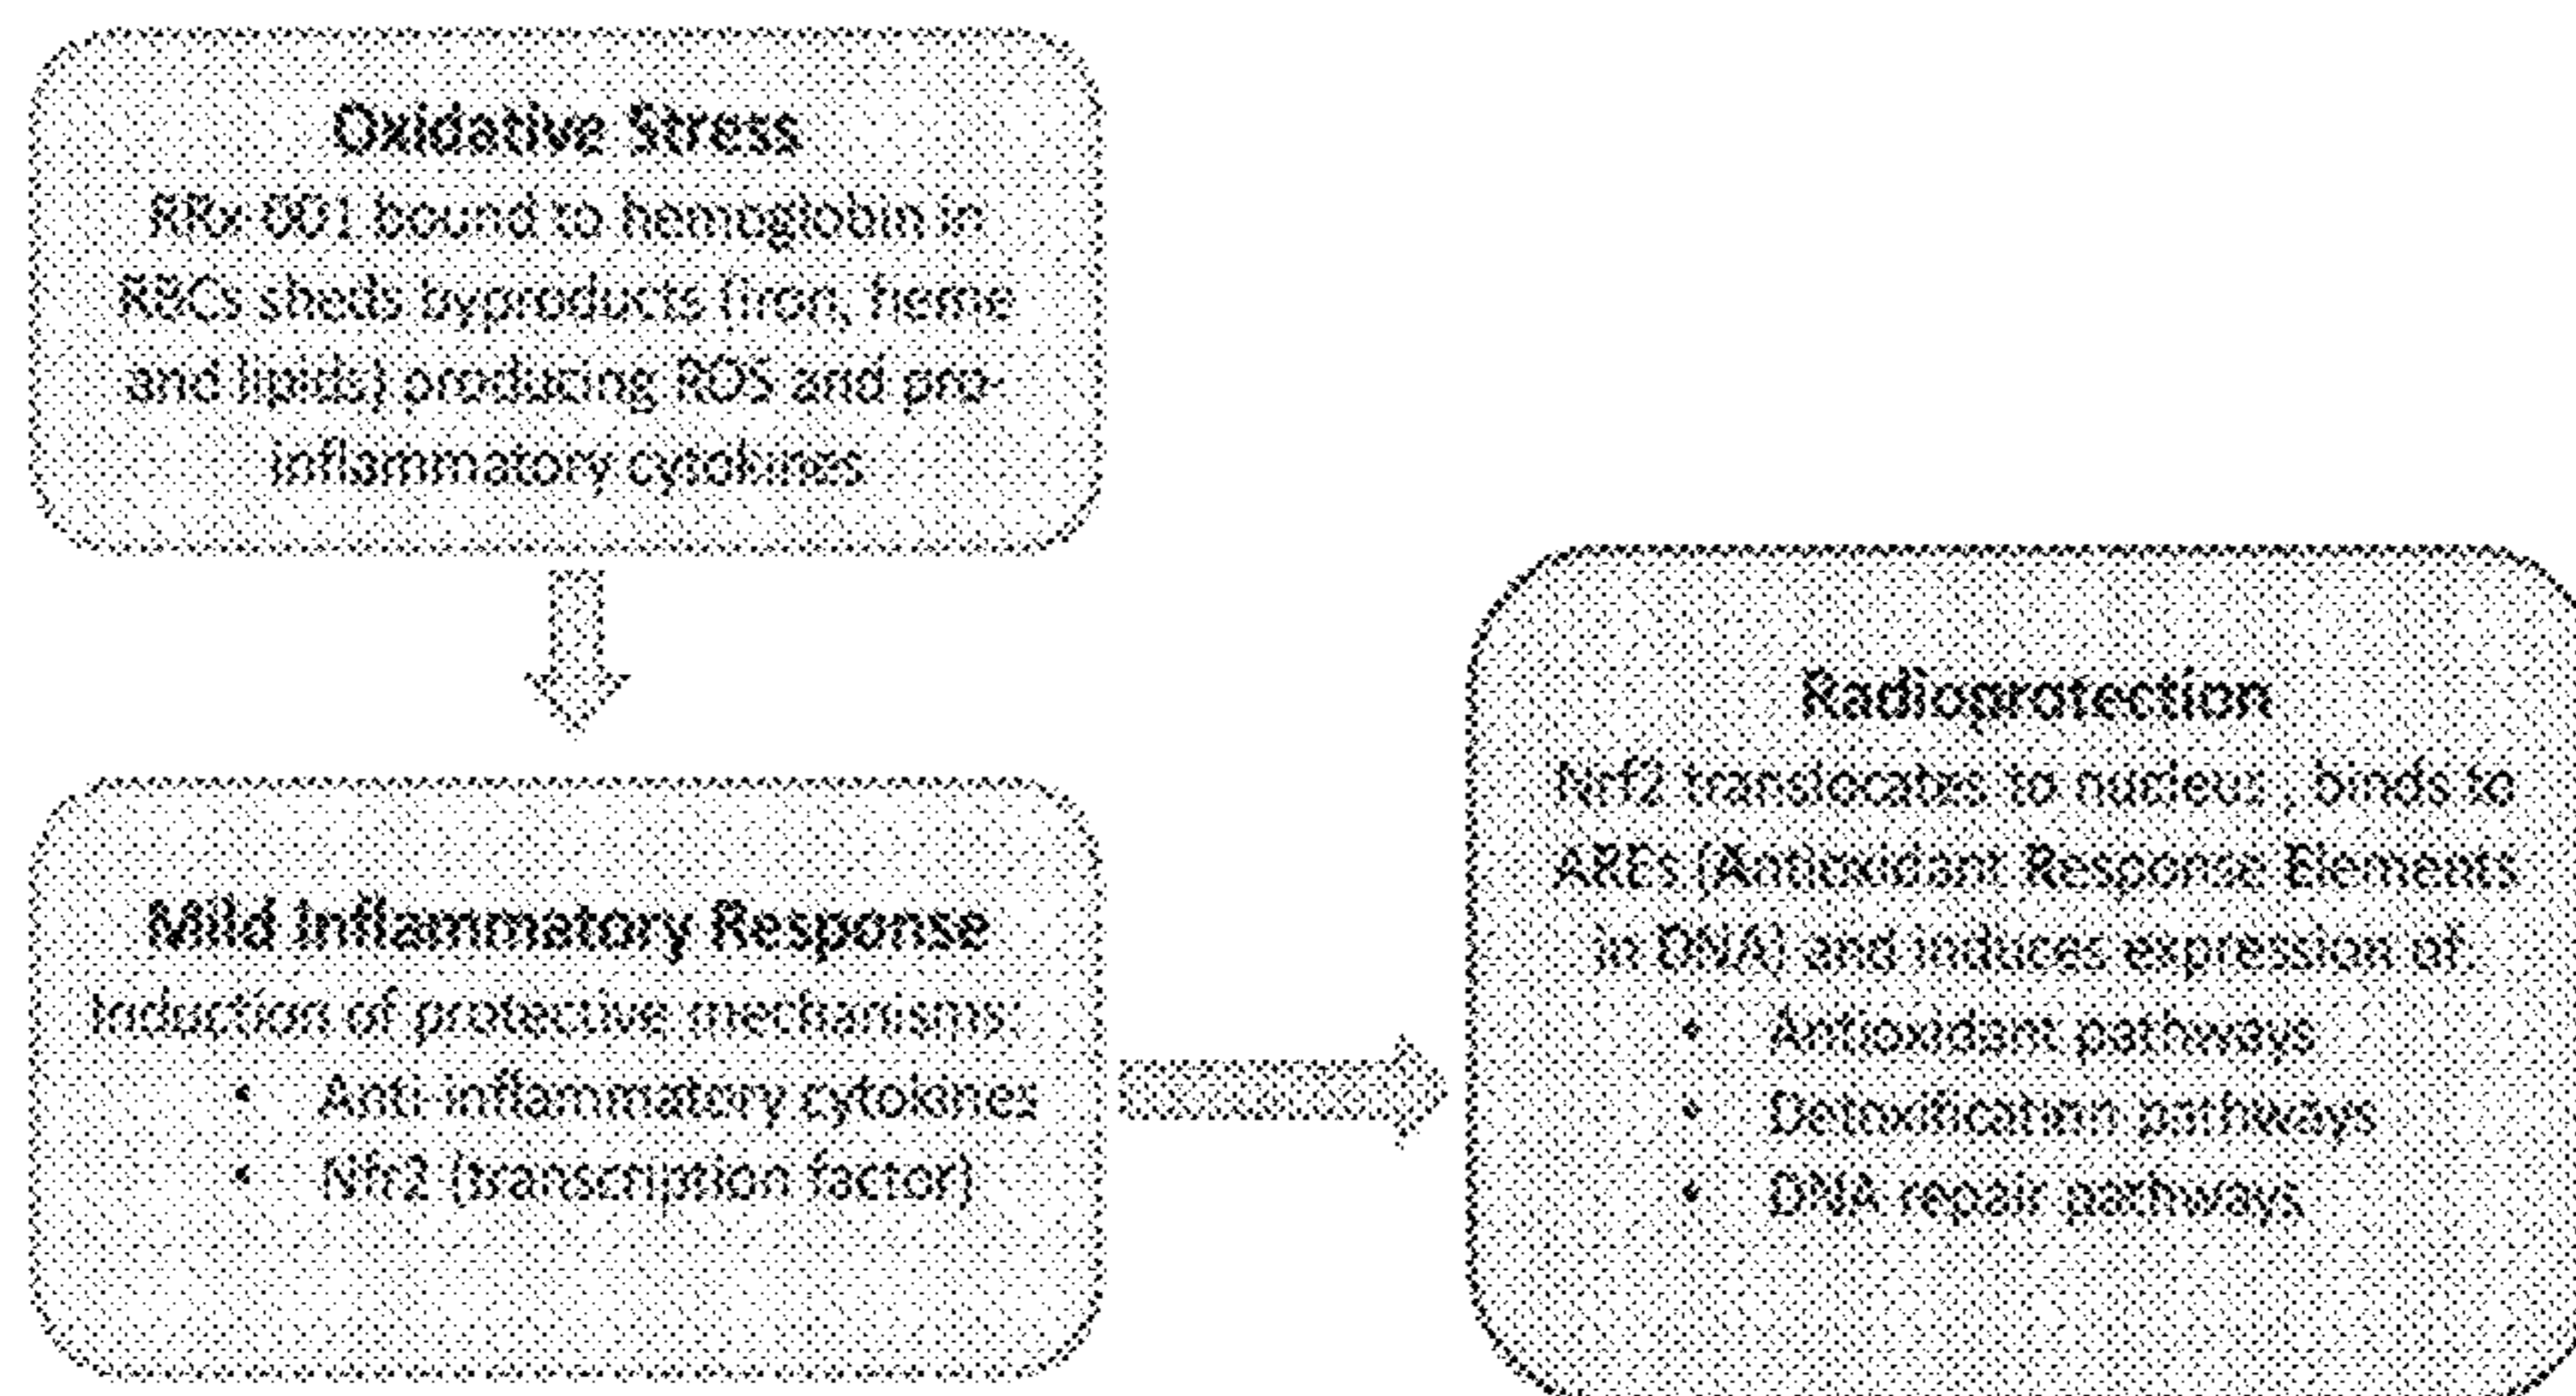 Oxidative Stress
RRx-001 bound to hemoglobin in
RBCs sheds byproducts (iron, heme
and lipids) producing ROS and pro-
inflammatory cytokines
Mild Inflammatory Response
Induction of protective mechanisms:
• Anti-inflammatory cytokines
• Nfr2 (transcription factor)
Radioprotection
Nrf2 translocates to nucleus , binds to
AREs (Antioxidant Response Elements
in DNA) and induces expression of:
• Antioxidant pathways
• Detoxification pathways
• DNA repair pathways